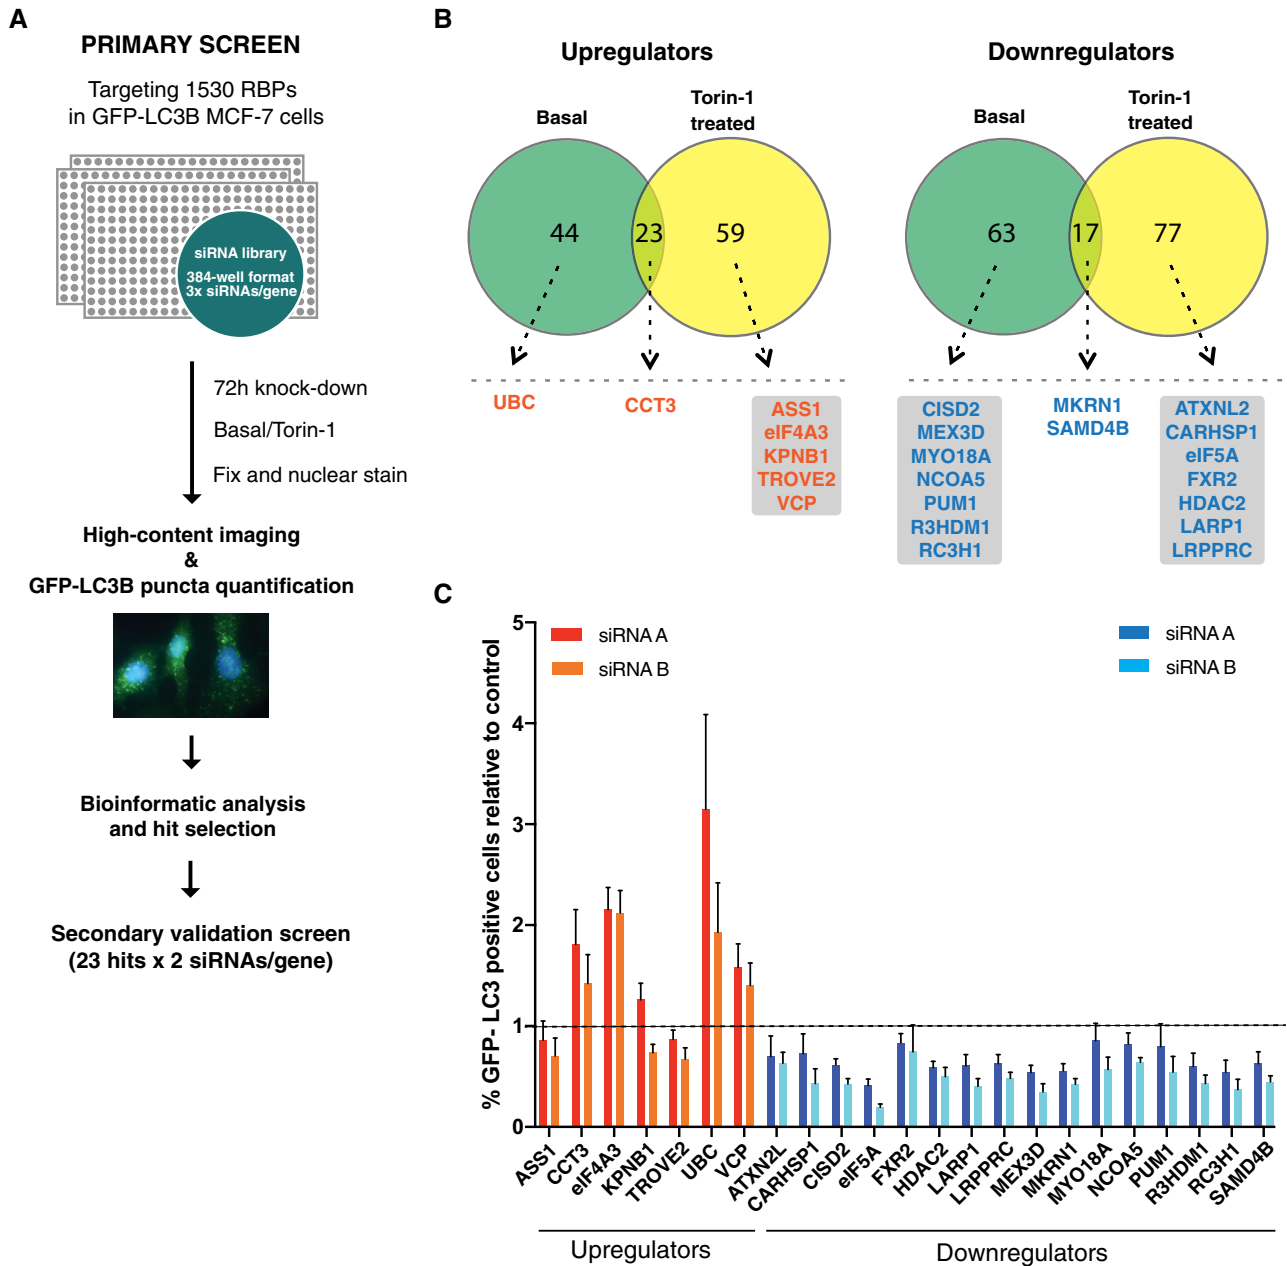 A
PRIMARY SCREEN
Targeting 1530 RBPs
in GFP-LC3B MCF-7 cells
siRNA library
384-well format
3x siRNAs/gene
72h knock-down
Basal/Torin-1
Fix and nuclear stain
High-content imaging
&
GFP-LC3B puncta quantification
Bioinformatic analysis
and hit selection
Secondary validation screen
(23 hits x 2 siRNAs/gene)
B
Upregulators
Basal
Torin-1
treated
44
23
59
UBC
CCT3
ASS1
eIF4A3
KPNB1
TROVE2
VCP
Downregulators
Basal
Torin-1
treated
63
17
77
CISD2
MEX3D
MYO18A
NCOA5
PUM1
R3HDM1
RC3H1
MKRN1
SAMD4B
ATXNL2
CARHSP1
eIF5A
FXR2
HDAC2
LARP1
LRPPRC
C
% GFP- LC3 positive cells relative to control
5
4
3
2
1
0
siRNA A
siRNA B
siRNA A
siRNA B
ASS1
CCT3
eIF4A3
KPNB1
TROVE2
UBC
VCP
ATXN2L
CARHSP1
CISD2
eIF5A
FXR2
HDAC2
LARP1
LRPPRC
MEX3D
MKRN1
MYO18A
NCOA5
PUM1
R3HDM1
RC3H1
SAMD4B
Upregulators
Downregulators